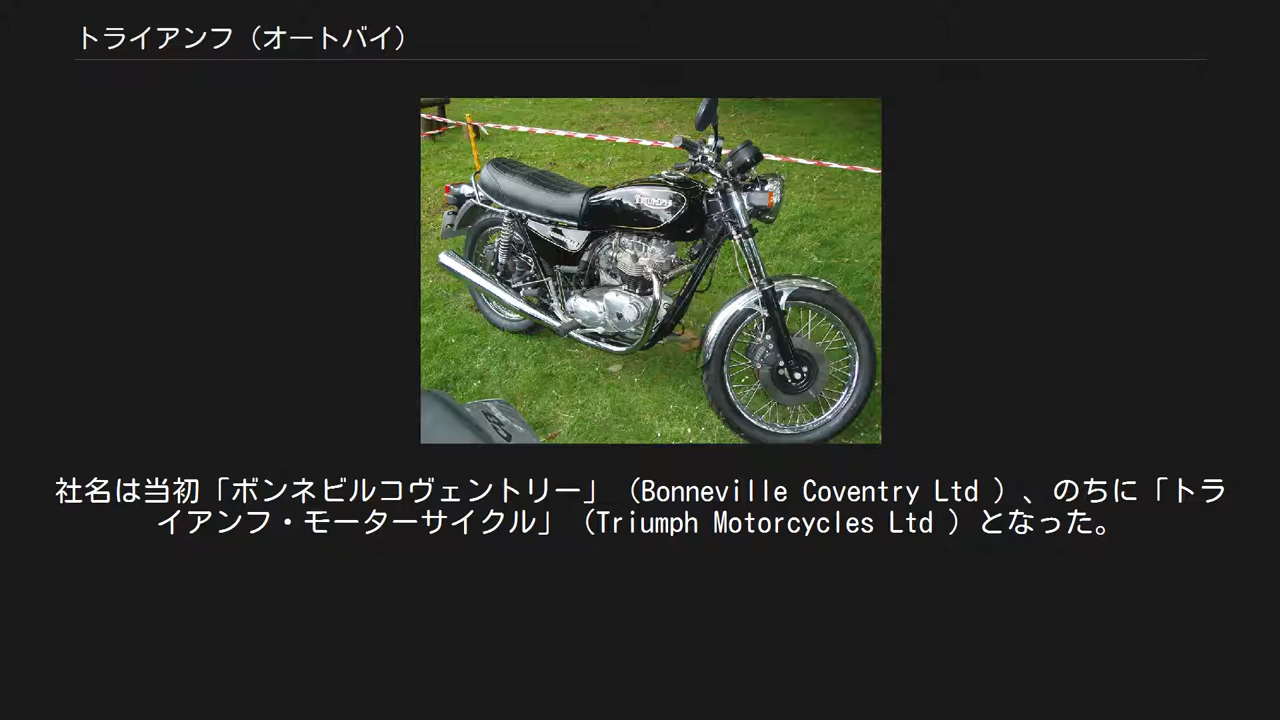 トライアンフ（オートバイ）
TRIUMPH
社名は当初「ボンネビルコヴェントリー」（Bonneville Coventry Ltd ）、のちに「トラ
イアンフ・モーターサイクル」（Triumph Motorcycles Ltd ）となった。